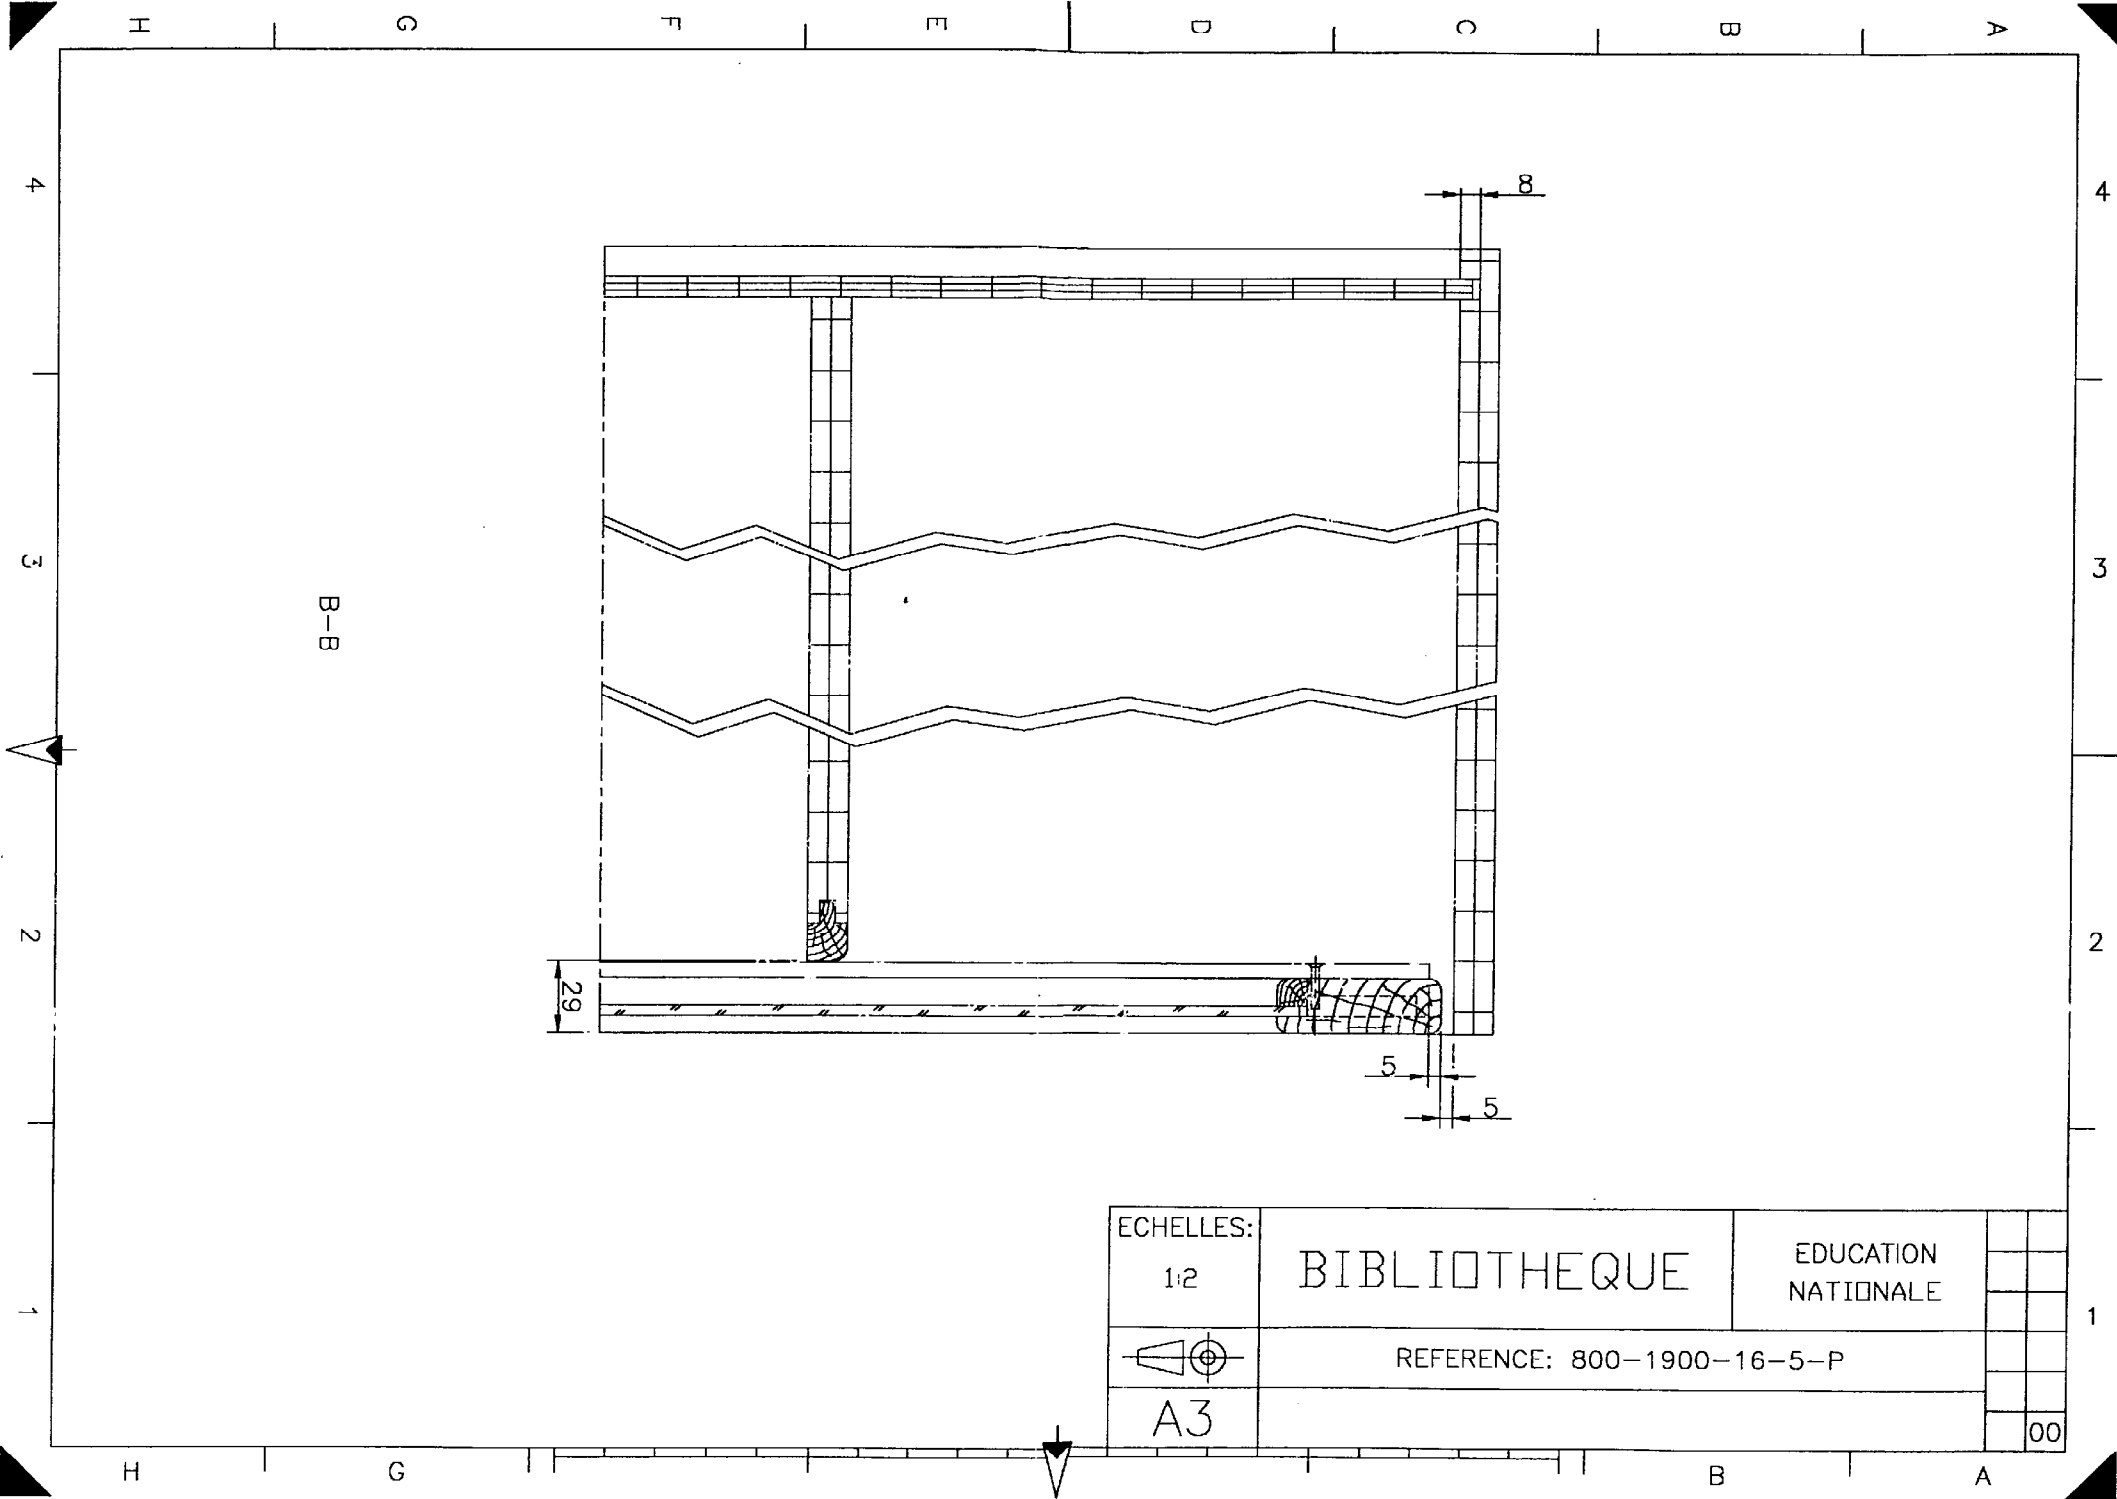 H G F E D C B A
4 4
8
3 3
B-B
2 2
29
5
5
1 1
ECHELLES:
1:2
BIBLIOTHEQUE
EDUCATION
NATIONALE
REFERENCE: 800-1900-16-5-P
A3
00
H G B A